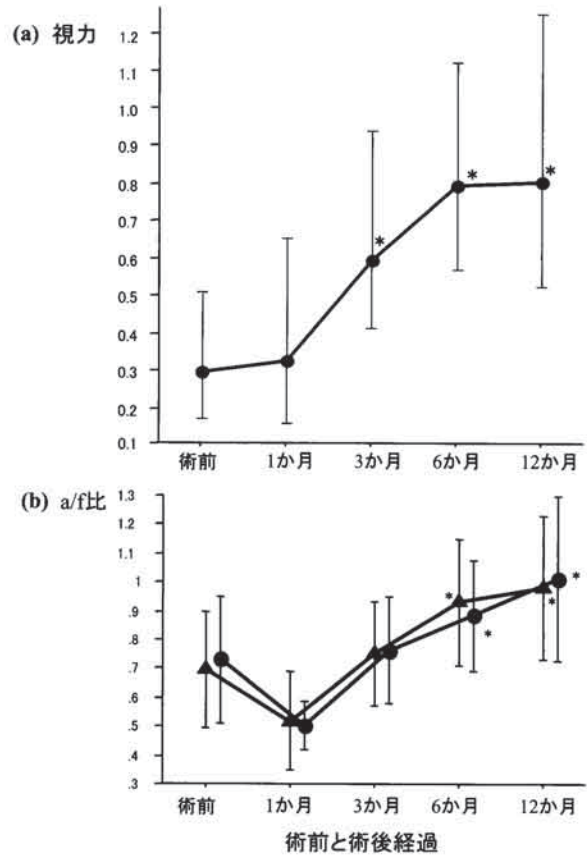 (a) 視力
1.2
1.1
1.0
0.9
0.8
0.7
0.6
0.5
0.4
0.3
0.2
0.1
*
*
*
術前
1か月
3か月
6か月
12か月
(b) a/f比
1.3
1.2
1.1
1
.9
.8
.7
.6
.5
.4
.3
*
*
*
*
術前
1か月
3か月
6か月
12か月
術前と術後経過